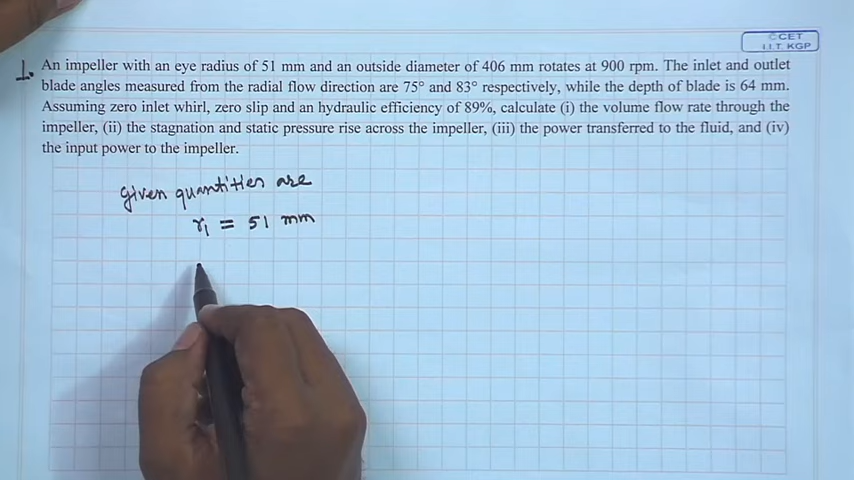 ©CET
I.I.T. KGP
1. An impeller with an eye radius of 51 mm and an outside diameter of 406 mm rotates at 900 rpm. The inlet and outlet
blade angles measured from the radial flow direction are 75° and 83° respectively, while the depth of blade is 64 mm.
Assuming zero inlet whirl, zero slip and an hydraulic efficiency of 89%, calculate (i) the volume flow rate through the
impeller, (ii) the stagnation and static pressure rise across the impeller, (iii) the power transferred to the fluid, and (iv)
the input power to the impeller.
given quantities are
r₁ = 51 mm